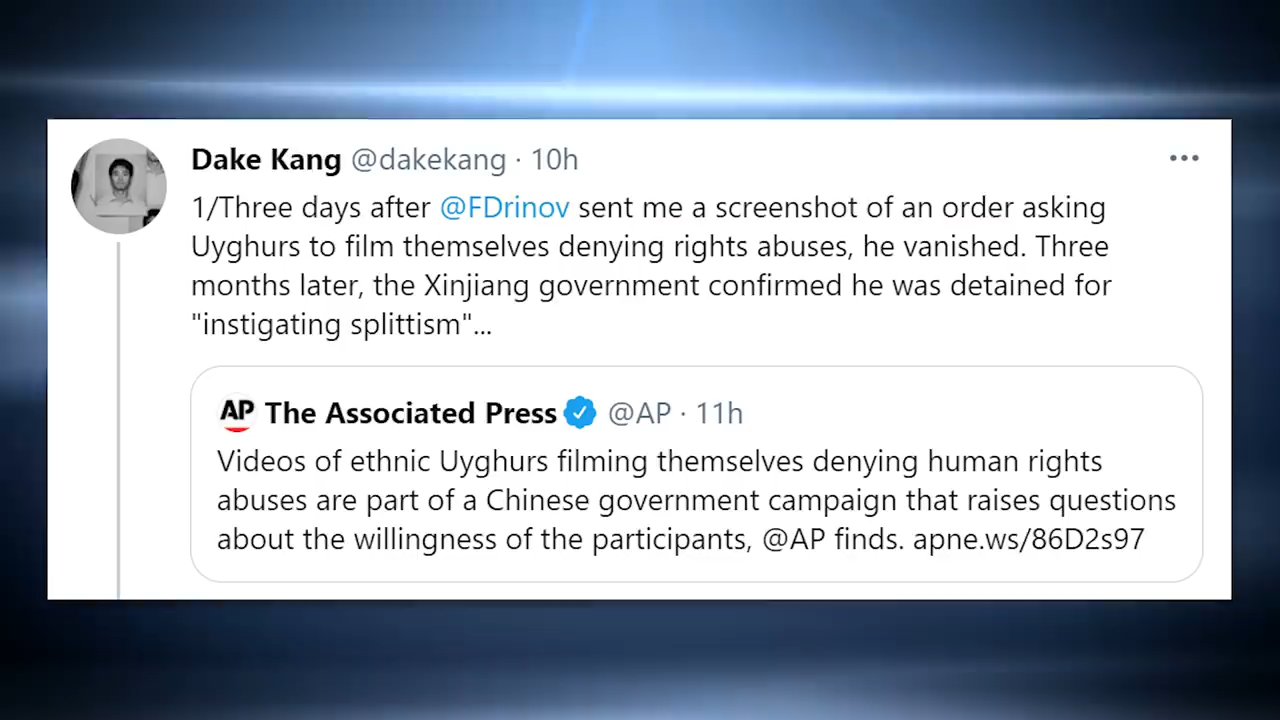 Dake Kang @dakekang · 10h
1/Three days after @FDrinov sent me a screenshot of an order asking
Uyghurs to film themselves denying rights abuses, he vanished. Three
months later, the Xinjiang government confirmed he was detained for
"instigating splittism"...
AP The Associated Press @AP · 11h
Videos of ethnic Uyghurs filming themselves denying human rights
abuses are part of a Chinese government campaign that raises questions
about the willingness of the participants, @AP finds. apne.ws/86D2s97